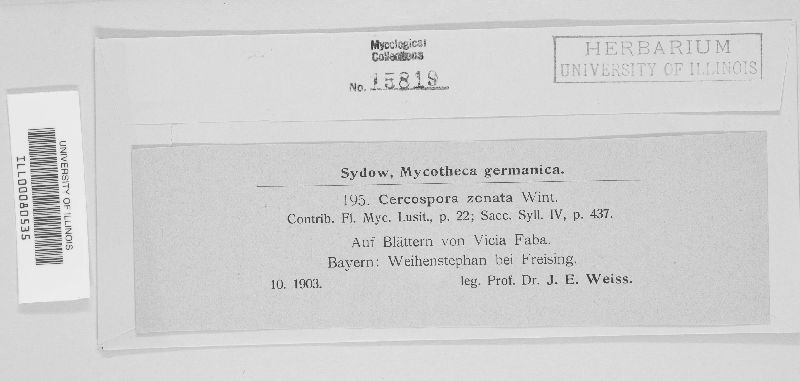 Mycological
Collections
No. 15819
HERBARIUM
UNIVERSITY OF ILLINOIS
UNIVERSITY OF ILLINOIS
ILL00080535
Sydow, Mycotheca germanica.
195. Cercospora zonata Wint.
Contrib. Fl. Myc. Lusit., p. 22; Sacc. Syll. IV, p. 437.
Auf Blättern von Vicia Faba.
Bayern: Weihenstephan bei Freising.
10. 1903. leg. Prof. Dr. J. E. Weiss.